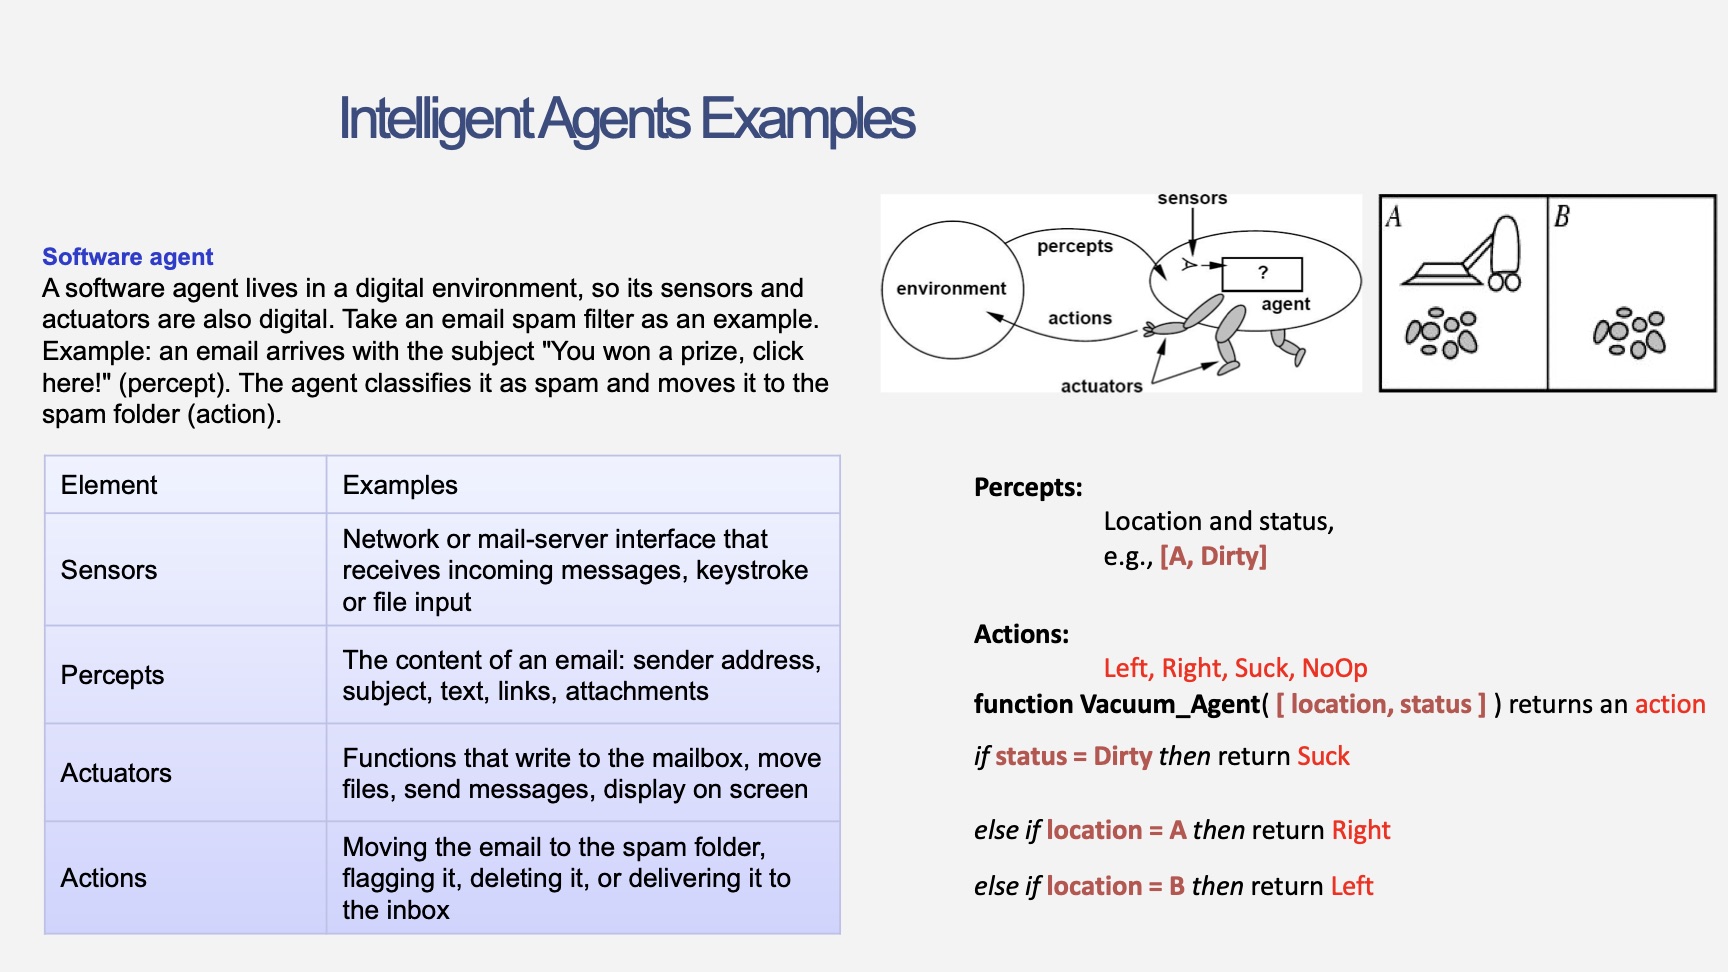 Intelligent Agents Examples
Software agent
A software agent lives in a digital environment, so its sensors and
actuators are also digital. Take an email spam filter as an example.
Example: an email arrives with the subject "You won a prize, click
here!" (percept). The agent classifies it as spam and moves it to the
spam folder (action).
Element
Examples
Sensors
Network or mail-server interface that
receives incoming messages, keystroke
or file input
Percepts
The content of an email: sender address,
subject, text, links, attachments
Actuators
Functions that write to the mailbox, move
files, send messages, display on screen
Actions
Moving the email to the spam folder,
flagging it, deleting it, or delivering it to
the inbox
sensors
percepts
environment
?
agent
actions
actuators
A
B
Percepts:
Location and status,
e.g., [A, Dirty]
Actions:
Left, Right, Suck, NoOp
function Vacuum_Agent( [ location, status ] ) returns an action
if status = Dirty then return Suck
else if location = A then return Right
else if location = B then return Left